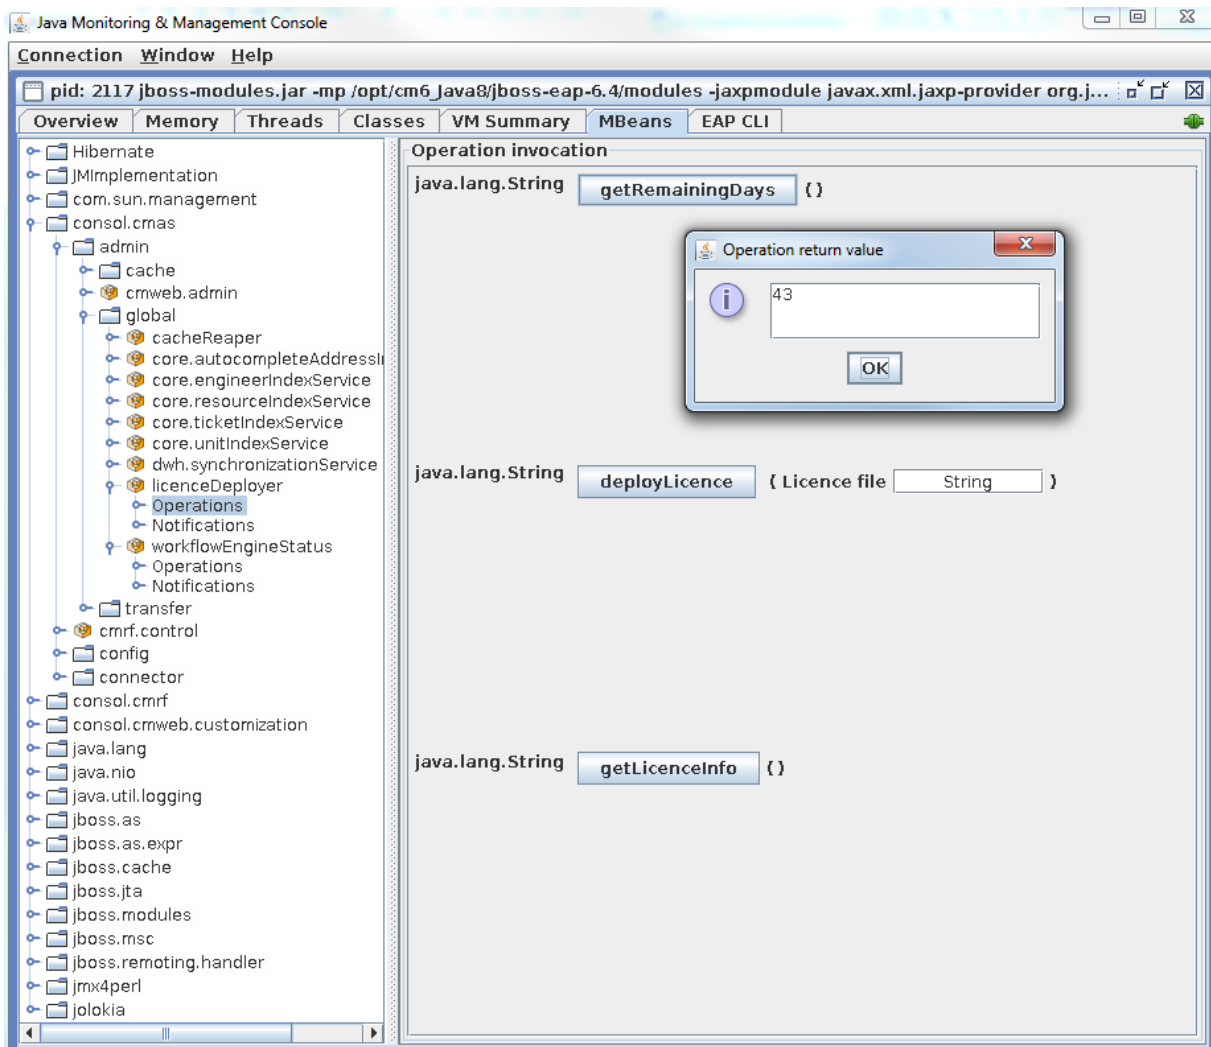 Java Monitoring & Management Console
Connection Window Help
pid: 2117 jboss-modules.jar -mp /opt/cm6_Java8/jboss-eap-6.4/modules -jaxpmodule javax.xml.jaxp-provider org.j...
Overview Memory Threads Classes VM Summary MBeans EAP CLI
Hibernate
JMImplementation
com.sun.management
consol.cmas
admin
cache
cmweb.admin
global
cacheReaper
core.autocompleteAddressI
core.engineerIndexService
core.resourceIndexService
core.ticketIndexService
core.unitIndexService
dwh.synchronizationService
licenceDeployer
Operations
Notifications
workflowEngineStatus
Operations
Notifications
transfer
cmrf.control
config
connector
consol.cmrf
consol.cmweb.customization
java.lang
java.nio
java.util.logging
jboss.as
jboss.as.expr
jboss.cache
jboss.jta
jboss.modules
jboss.msc
jboss.remoting.handler
jmx4perl
jolokia
Operation invocation
java.lang.String getRemainingDays ( )
Operation return value
43
OK
java.lang.String deployLicence ( Licence file String )
java.lang.String getLicenceInfo ( )